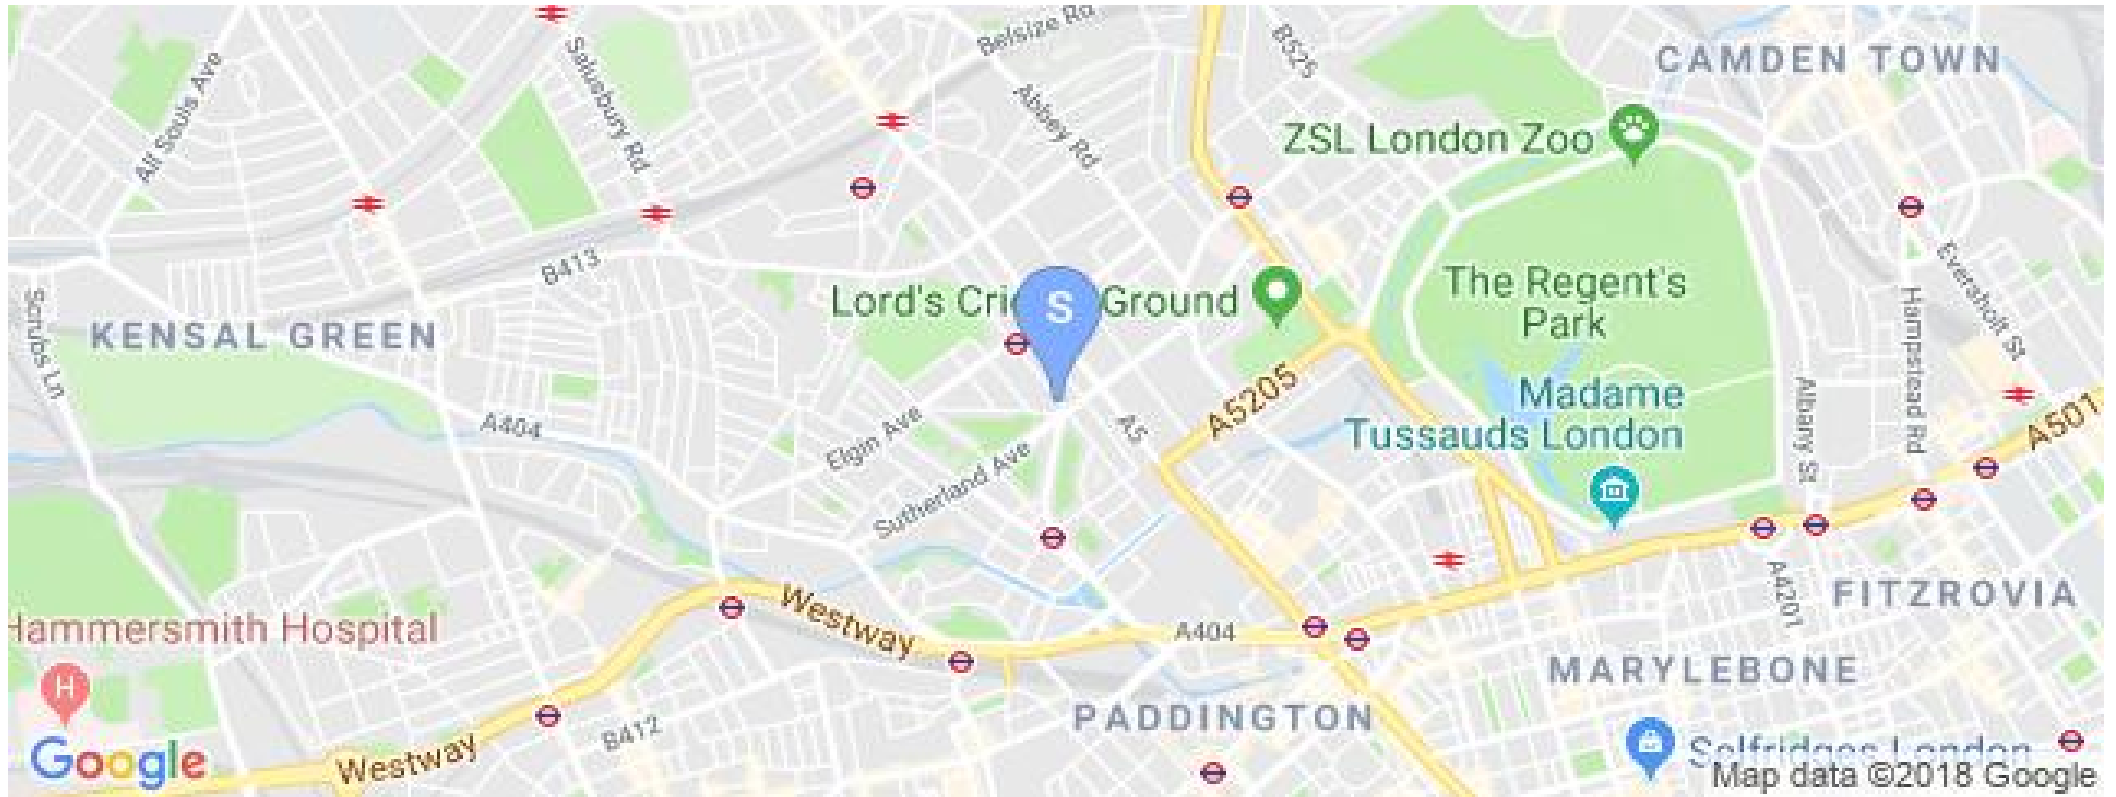 Belsize Rd
CAMDEN TOWN
B525
Salusbury Rd
All Souls Ave
Abbey Rd
ZSL London Zoo
B413
Eversholt St
The Regent's
Park
Lord's Cri
S
Ground
Scrubs Ln
KENSAL GREEN
Hampstead Rd
Madame
Tussauds London
A5205
Albany St
A501
A404
Elgin Ave
A5
Sutherland Ave
Westway
A4201
FITZROVIA
Hammersmith Hospital
H
A404
MARYLEBONE
PADDINGTON
B412
Westway
Selfridges London
Google
Map data ©2018 Google